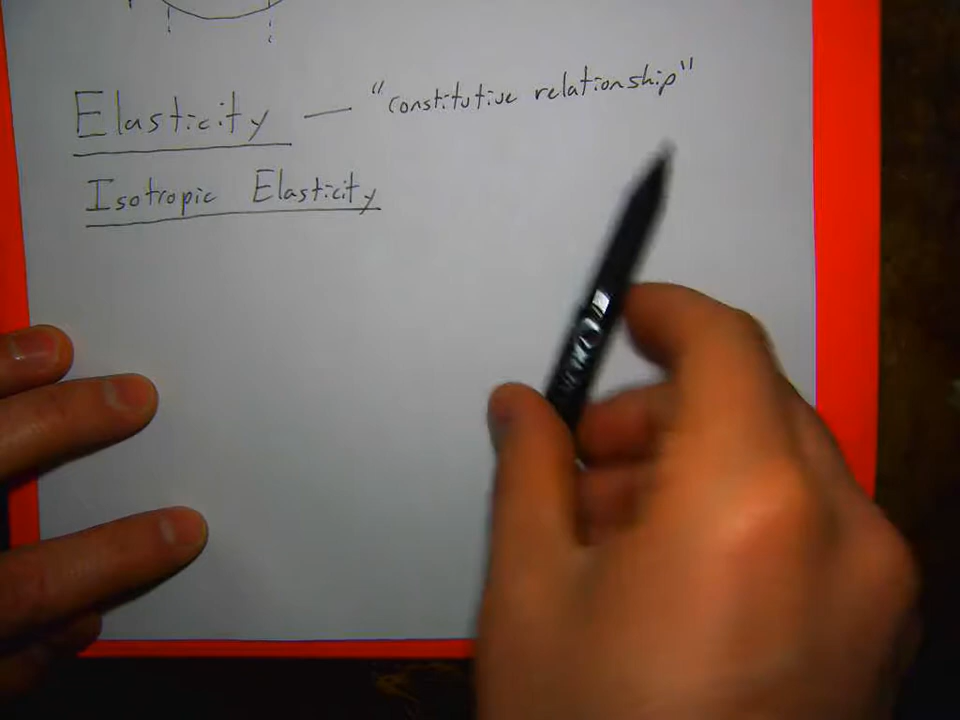 Elasticity — "constitutive relationship"
Isotropic Elasticity